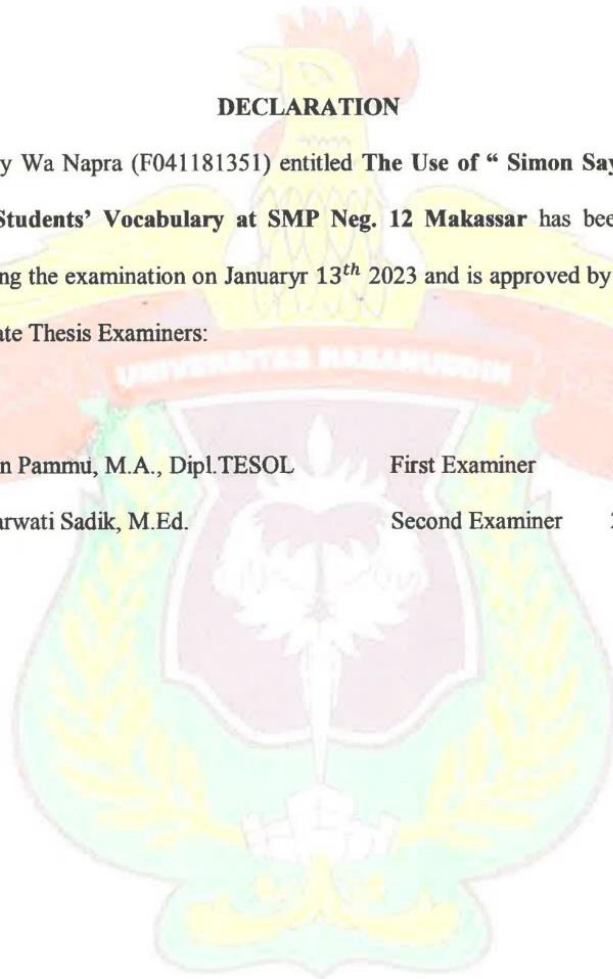 DECLARATION
y Wa Napra (F041181351) entitled The Use of “ Simon Say
Students’ Vocabulary at SMP Neg. 12 Makassar has bee
ng the examination on Januaryr 13th 2023 and is approved by
ate Thesis Examiners:
UNIVERSITAS HASANUDDIN
n Pammu, M.A., Dipl.TESOL First Examiner
arwati Sadik, M.Ed. Second Examiner